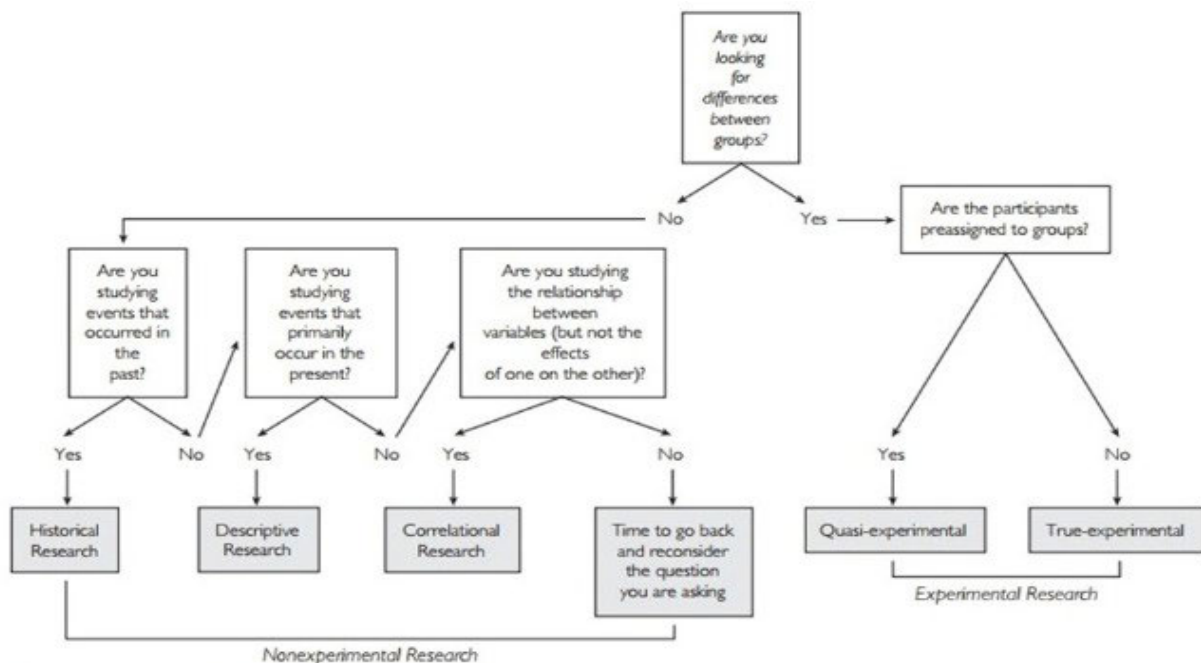 Are you
looking
for
differences
between
groups?
No
Yes
Are the participants
preassigned to groups?
Are you
studying
events that
occurred in
the
past?
Are you
studying
events that
primarily
occur in the
present?
Are you studying
the relationship
between
variables (but not the
effects
of one on the other)?
Yes
No
Yes
No
Yes
No
Yes
No
Historical
Research
Descriptive
Research
Correlational
Research
Time to go back
and reconsider
the question
you are asking
Quasi-experimental
True-experimental
Experimental Research
Nonexperimental Research